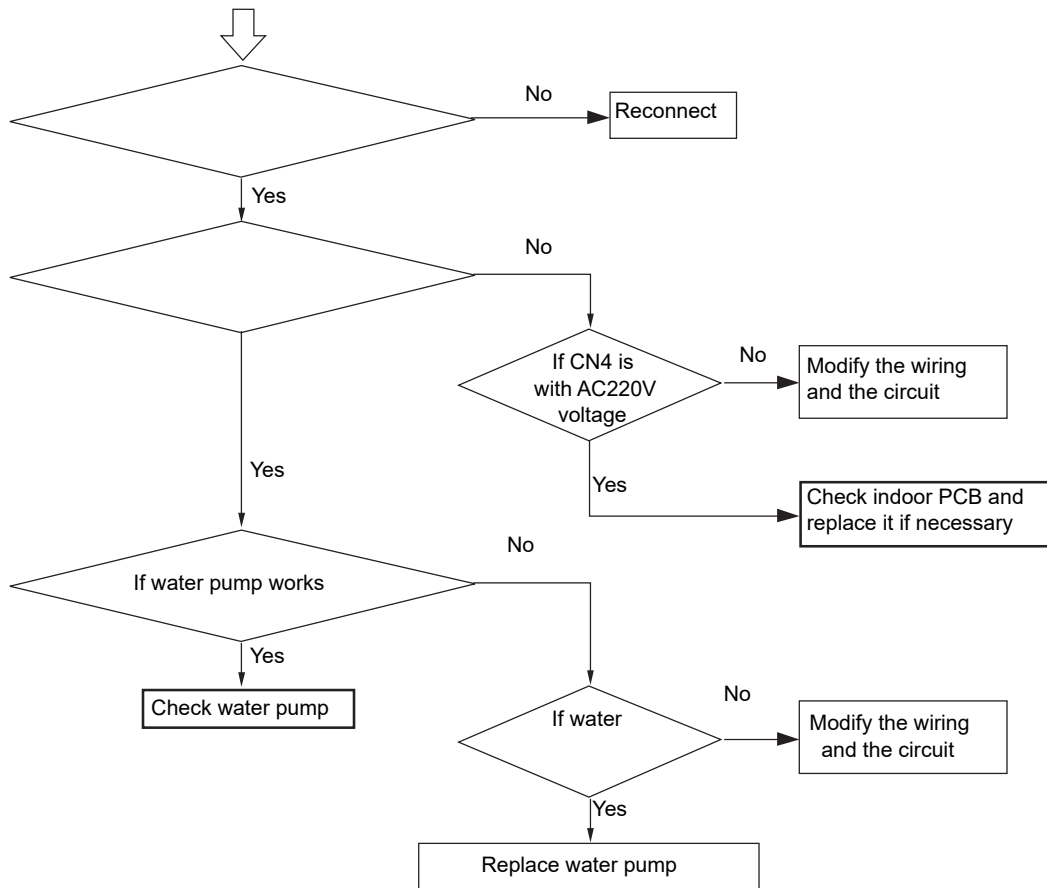 No
Reconnect
Yes
No
If CN4 is
with AC220V
voltage
No
Modify the wiring
and the circuit
Yes
Yes
Check indoor PCB and
replace it if necessary
No
If water pump works
Yes
Check water pump
If water
No
Modify the wiring
and the circuit
Yes
Replace water pump